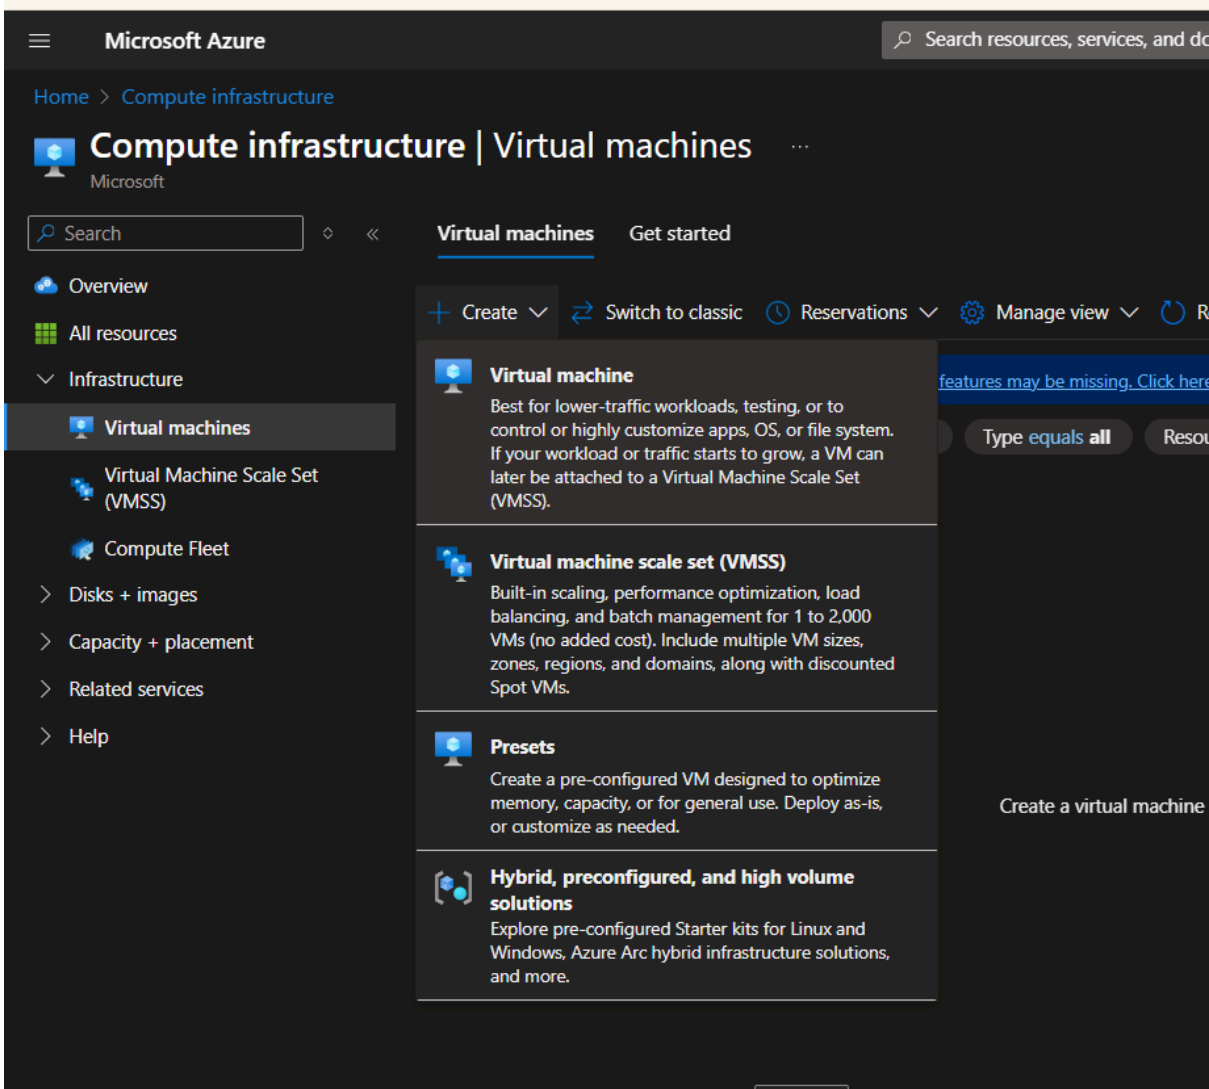 Microsoft Azure
Search resources, services, and do
Home > Compute infrastructure
Compute infrastructure | Virtual machines ...
Microsoft
Search
Virtual machines Get started
Overview
All resources
Infrastructure
Virtual machines
Virtual Machine Scale Set
(VMSS)
Compute Fleet
Disks + images
Capacity + placement
Related services
Help
Create Switch to classic Reservations Manage view
features may be missing. Click here
Type equals all
Virtual machine
Best for lower-traffic workloads, testing, or to
control or highly customize apps, OS, or file system.
If your workload or traffic starts to grow, a VM can
later be attached to a Virtual Machine Scale Set
(VMSS).
Virtual machine scale set (VMSS)
Built-in scaling, performance optimization, load
balancing, and batch management for 1 to 2,000
VMs (no added cost). Include multiple VM sizes,
zones, regions, and domains, along with discounted
Spot VMs.
Presets
Create a pre-configured VM designed to optimize
memory, capacity, or for general use. Deploy as-is,
or customize as needed.
Hybrid, preconfigured, and high volume
solutions
Explore pre-configured Starter kits for Linux and
Windows, Azure Arc hybrid infrastructure solutions,
and more.
Create a virtual machine